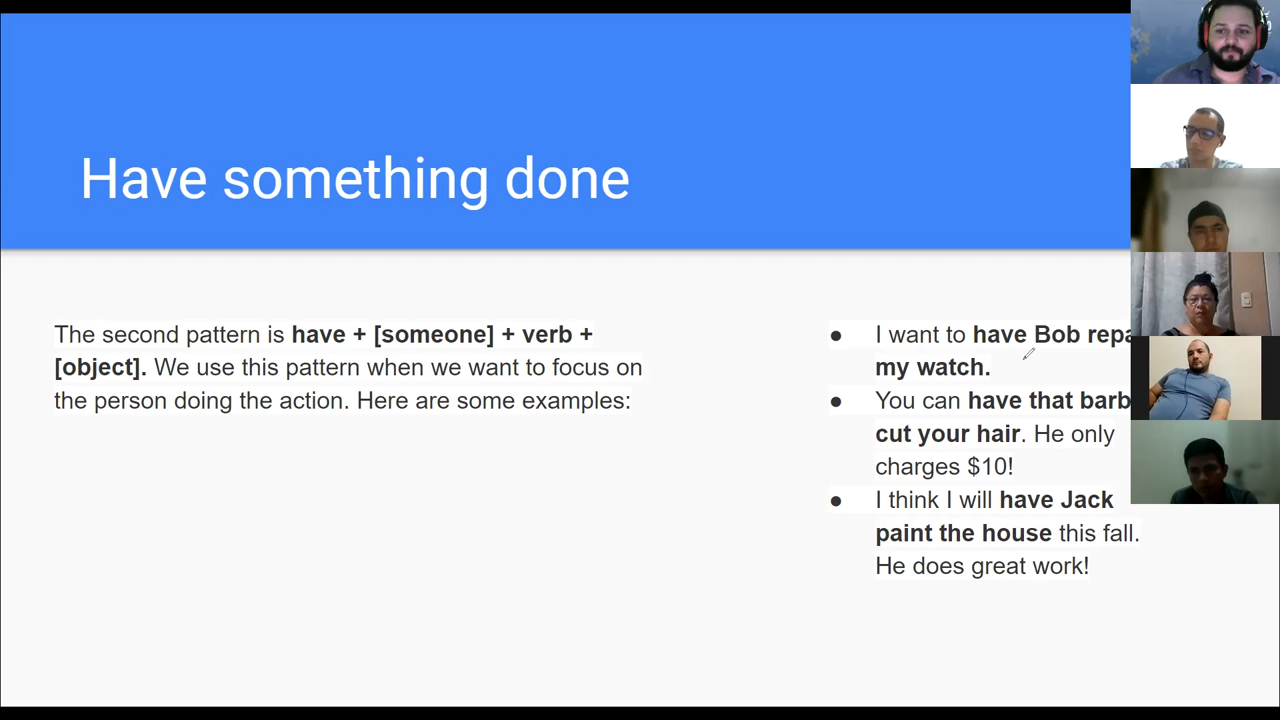 Have something done
The second pattern is have + [someone] + verb +
[object]. We use this pattern when we want to focus on
the person doing the action. Here are some examples:
● I want to have Bob repa
my watch.
● You can have that barb
cut your hair. He only
charges $10!
● I think I will have Jack
paint the house this fall.
He does great work!